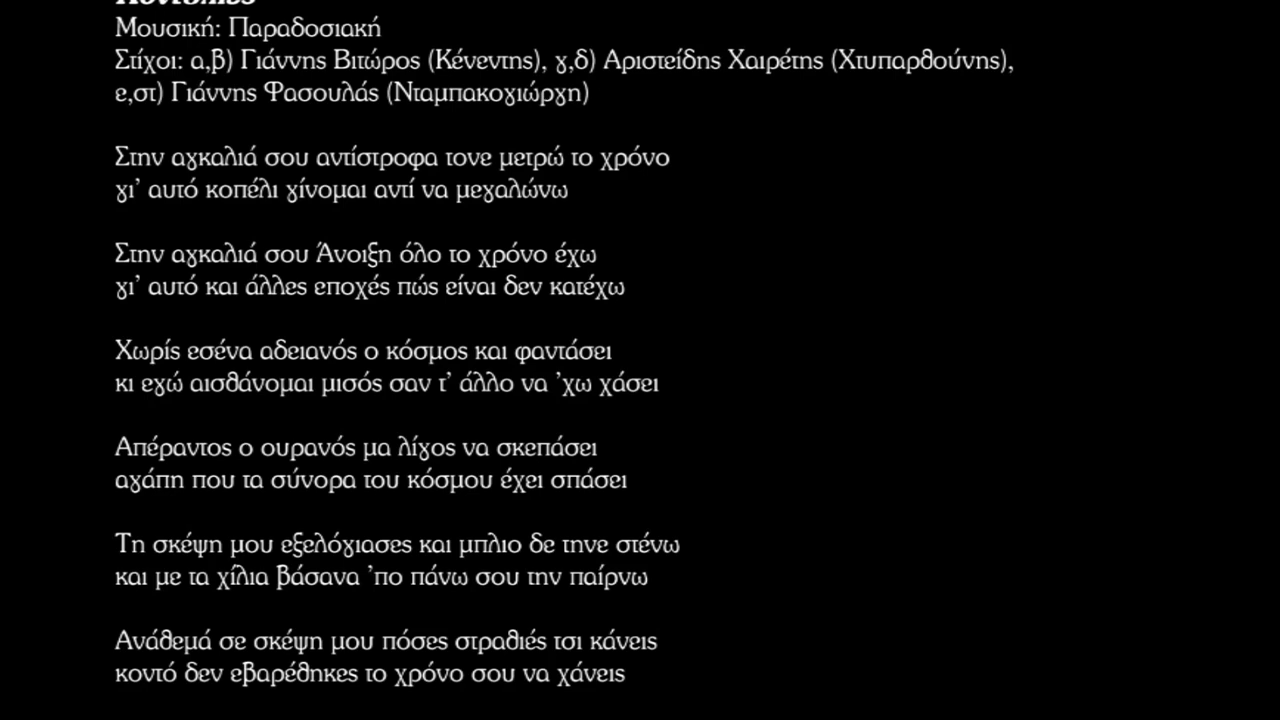 Μουσική: Παραδοσιακή
Στίχοι: α,β) Γιάννης Βιτώρος (Κένεντης), γ,δ) Αριστείδης Χαιρέτης (Χτυπαρθούνης),
ε,στ) Γιάννης Φασουλάς (Νταμπακογιώργη)
Στην αγκαλιά σου αντίστροφα τονε μετρώ το χρόνο
γι’ αυτό κοπέλι γίνομαι αντί να μεγαλώνω
Στην αγκαλιά σου Άνοιξη όλο το χρόνο έχω
γι’ αυτό και άλλες εποχές πώς είναι δεν κατέχω
Χωρίς εσένα αδειανός ο κόσμος και φαντάσει
κι εγώ αισθάνομαι μισός σαν τ’ άλλο να ’χω χάσει
Απέραντος ο ουρανός μα λίγος να σκεπάσει
αγάπη που τα σύνορα του κόσμου έχει σπάσει
Τη σκέψη μου εξελόγιασες και μπλιο δε τηνε στένω
και με τα χίλια βάσανα ’πο πάνω σου την παίρνω
Ανάθεμά σε σκέψη μου πόσες στραθιές τσι κάνεις
κοντό δεν εβαρέθηκες το χρόνο σου να χάνεις